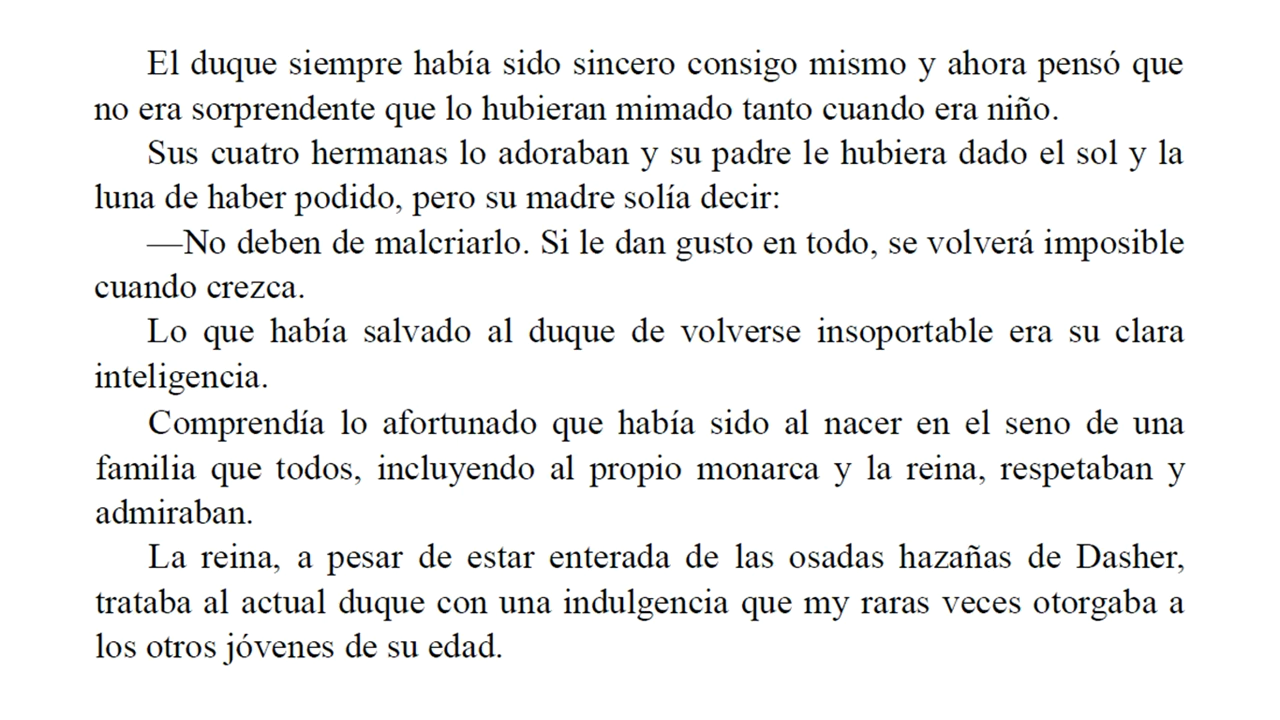 El duque siempre había sido sincero consigo mismo y ahora pensó que
no era sorprendente que lo hubieran mimado tanto cuando era niño.
Sus cuatro hermanas lo adoraban y su padre le hubiera dado el sol y la
luna de haber podido, pero su madre solía decir:
—No deben de malcriarlo. Si le dan gusto en todo, se volverá imposible
cuando crezca.
Lo que había salvado al duque de volverse insoportable era su clara
inteligencia.
Comprendía lo afortunado que había sido al nacer en el seno de una
familia que todos, incluyendo al propio monarca y la reina, respetaban y
admiraban.
La reina, a pesar de estar enterada de las osadas hazañas de Dasher,
trataba al actual duque con una indulgencia que my raras veces otorgaba a
los otros jóvenes de su edad.